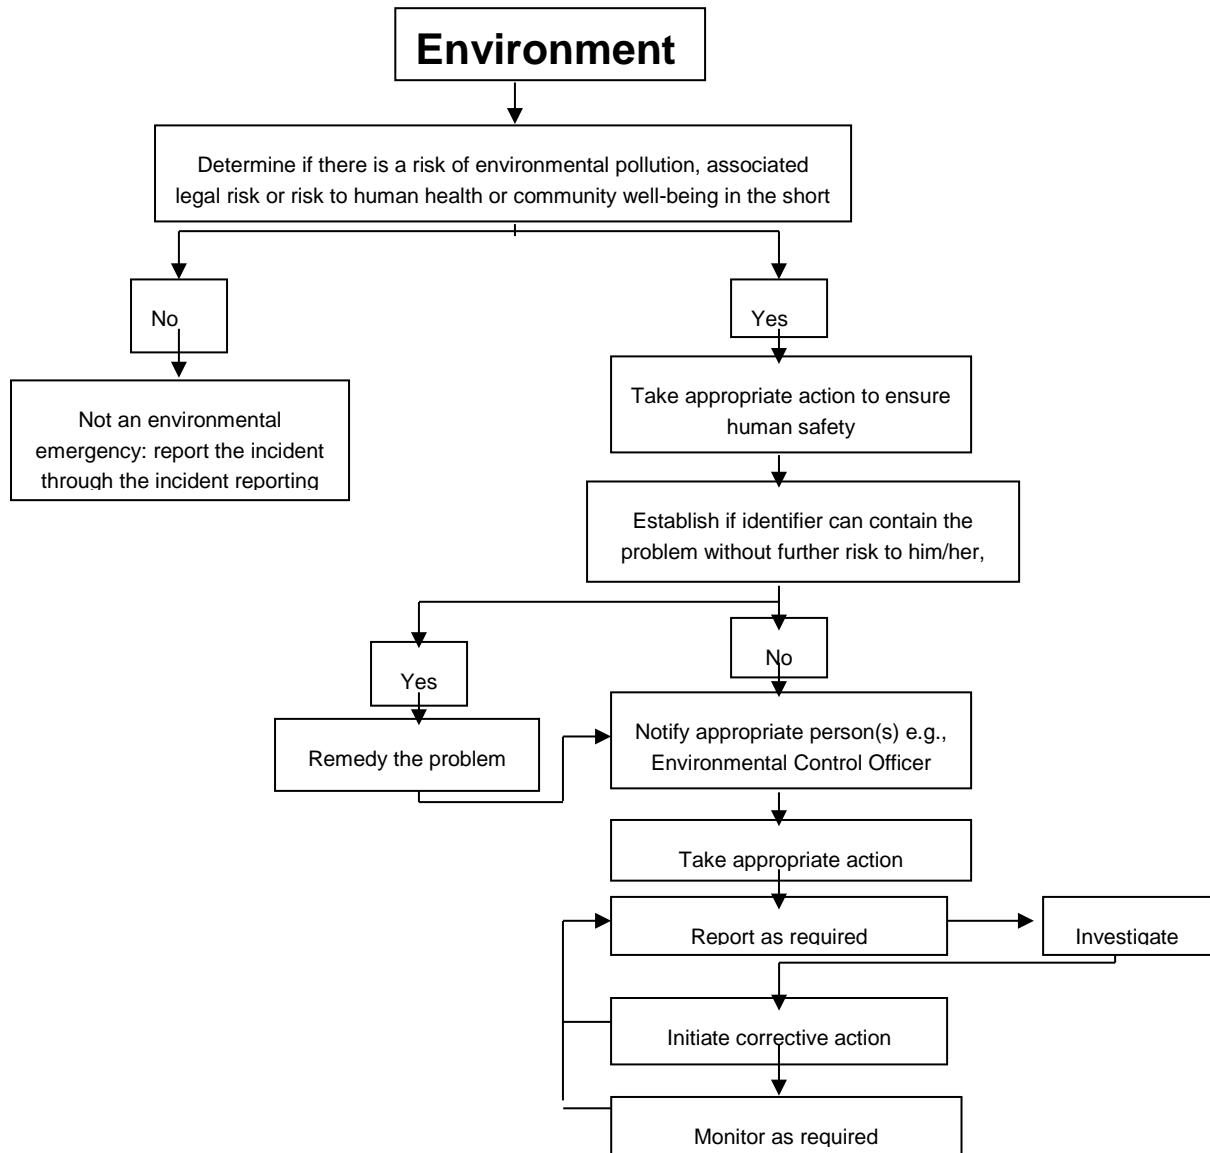 Environment
Determine if there is a risk of environmental pollution, associated
legal risk or risk to human health or community well-being in the short
No
Yes
Not an environmental
emergency: report the incident
through the incident reporting
Take appropriate action to ensure
human safety
Establish if identifier can contain the
problem without further risk to him/her,
Yes
No
Remedy the problem
Notify appropriate person(s) e.g.,
Environmental Control Officer
Take appropriate action
Report as required
Investigate
Initiate corrective action
Monitor as required